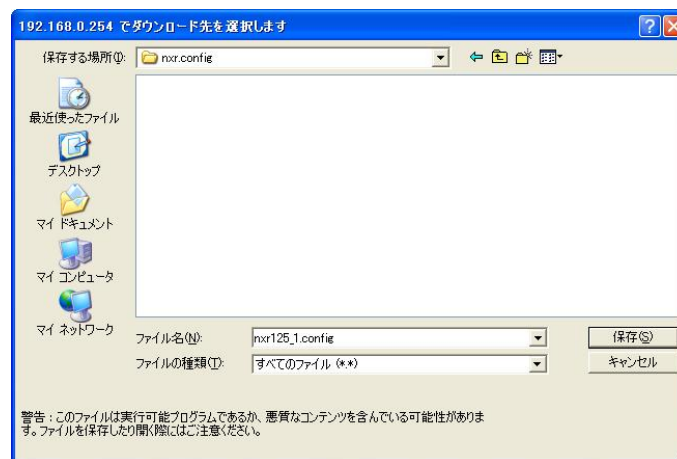 192.168.0.254 でダウンロード先を選択します
保存する場所(I):
nxr.config
最近使ったファイル
デスクトップ
マイ ドキュメント
マイ コンピュータ
マイ ネットワーク
ファイル名(N):
nxr125_1.config
保存(S)
ファイルの種類(T):
すべてのファイル (*.*)
キャンセル
警告：このファイルは実行可能プログラムであるか、悪質なコンテンツを含んでいる可能性がありま
す。ファイルを保存したり開く際にはご注意ください。